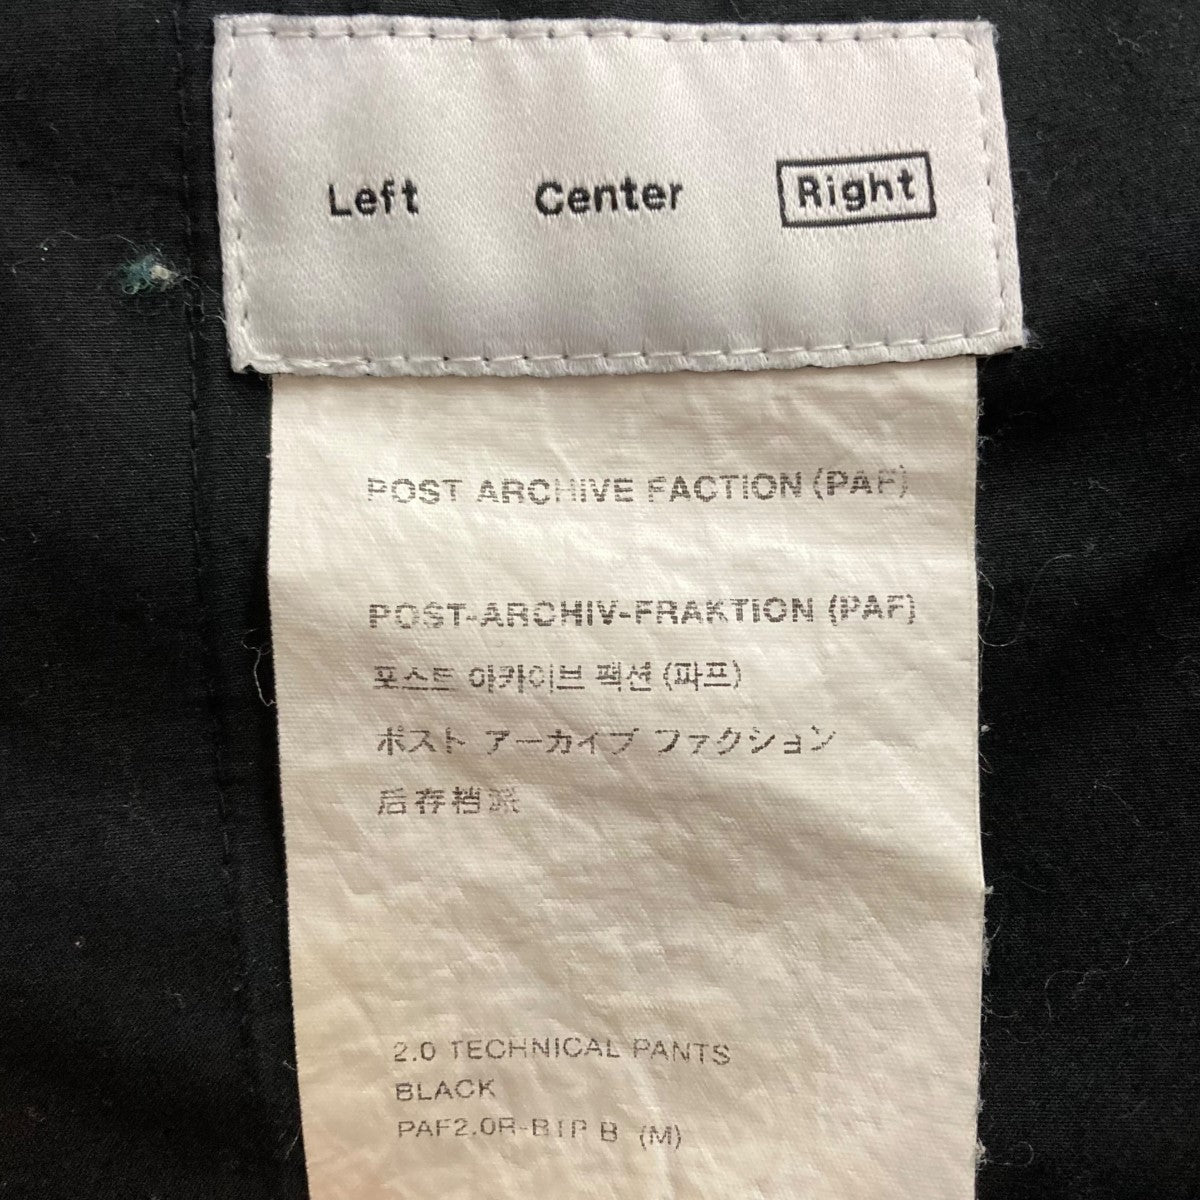 Left Center Right
POST ARCHIVE FACTION (PAF)
POST-ARCHIV-FRAKTION (PAF)
포스트 아카이브 팩션 (파프)
ポスト アーカイブ ファクション
后存档派
2.0 TECHNICAL PANTS
BLACK
PAF2.0R-BTP B (M)